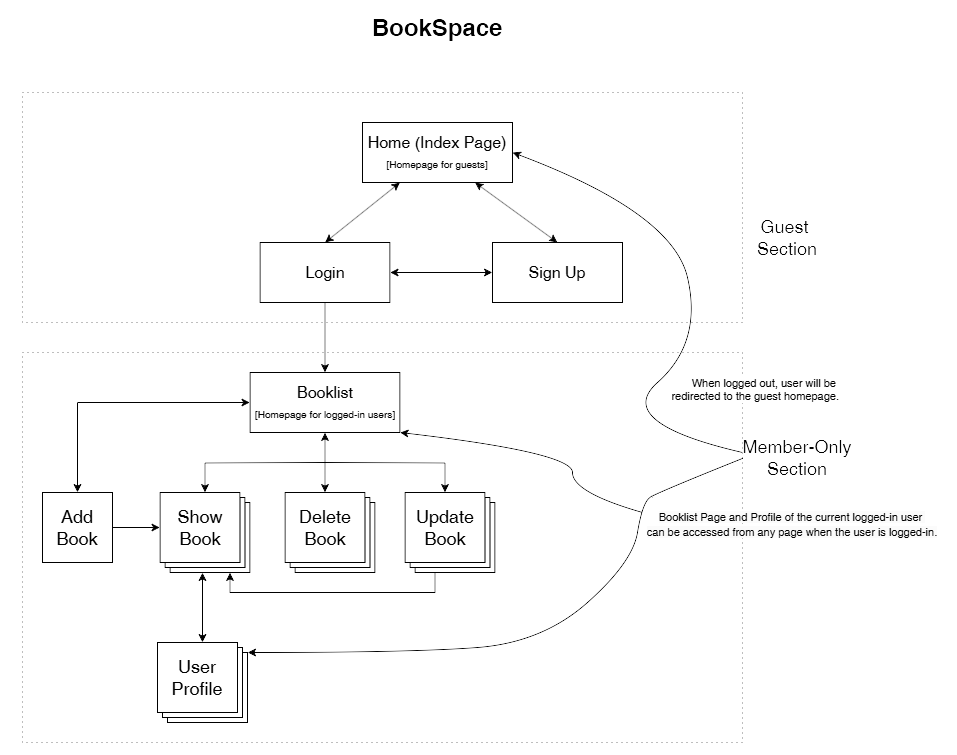 BookSpace
Home (Index Page)
[Homepage for guests]
Guest
Section
Login
Sign Up
Booklist
[Homepage for logged-in users]
When logged out, user will be
redirected to the guest homepage.
Member-Only
Section
Add
Book
Show
Book
Delete
Book
Update
Book
Booklist Page and Profile of the current logged-in user
can be accessed from any page when the user is logged-in.
User
Profile